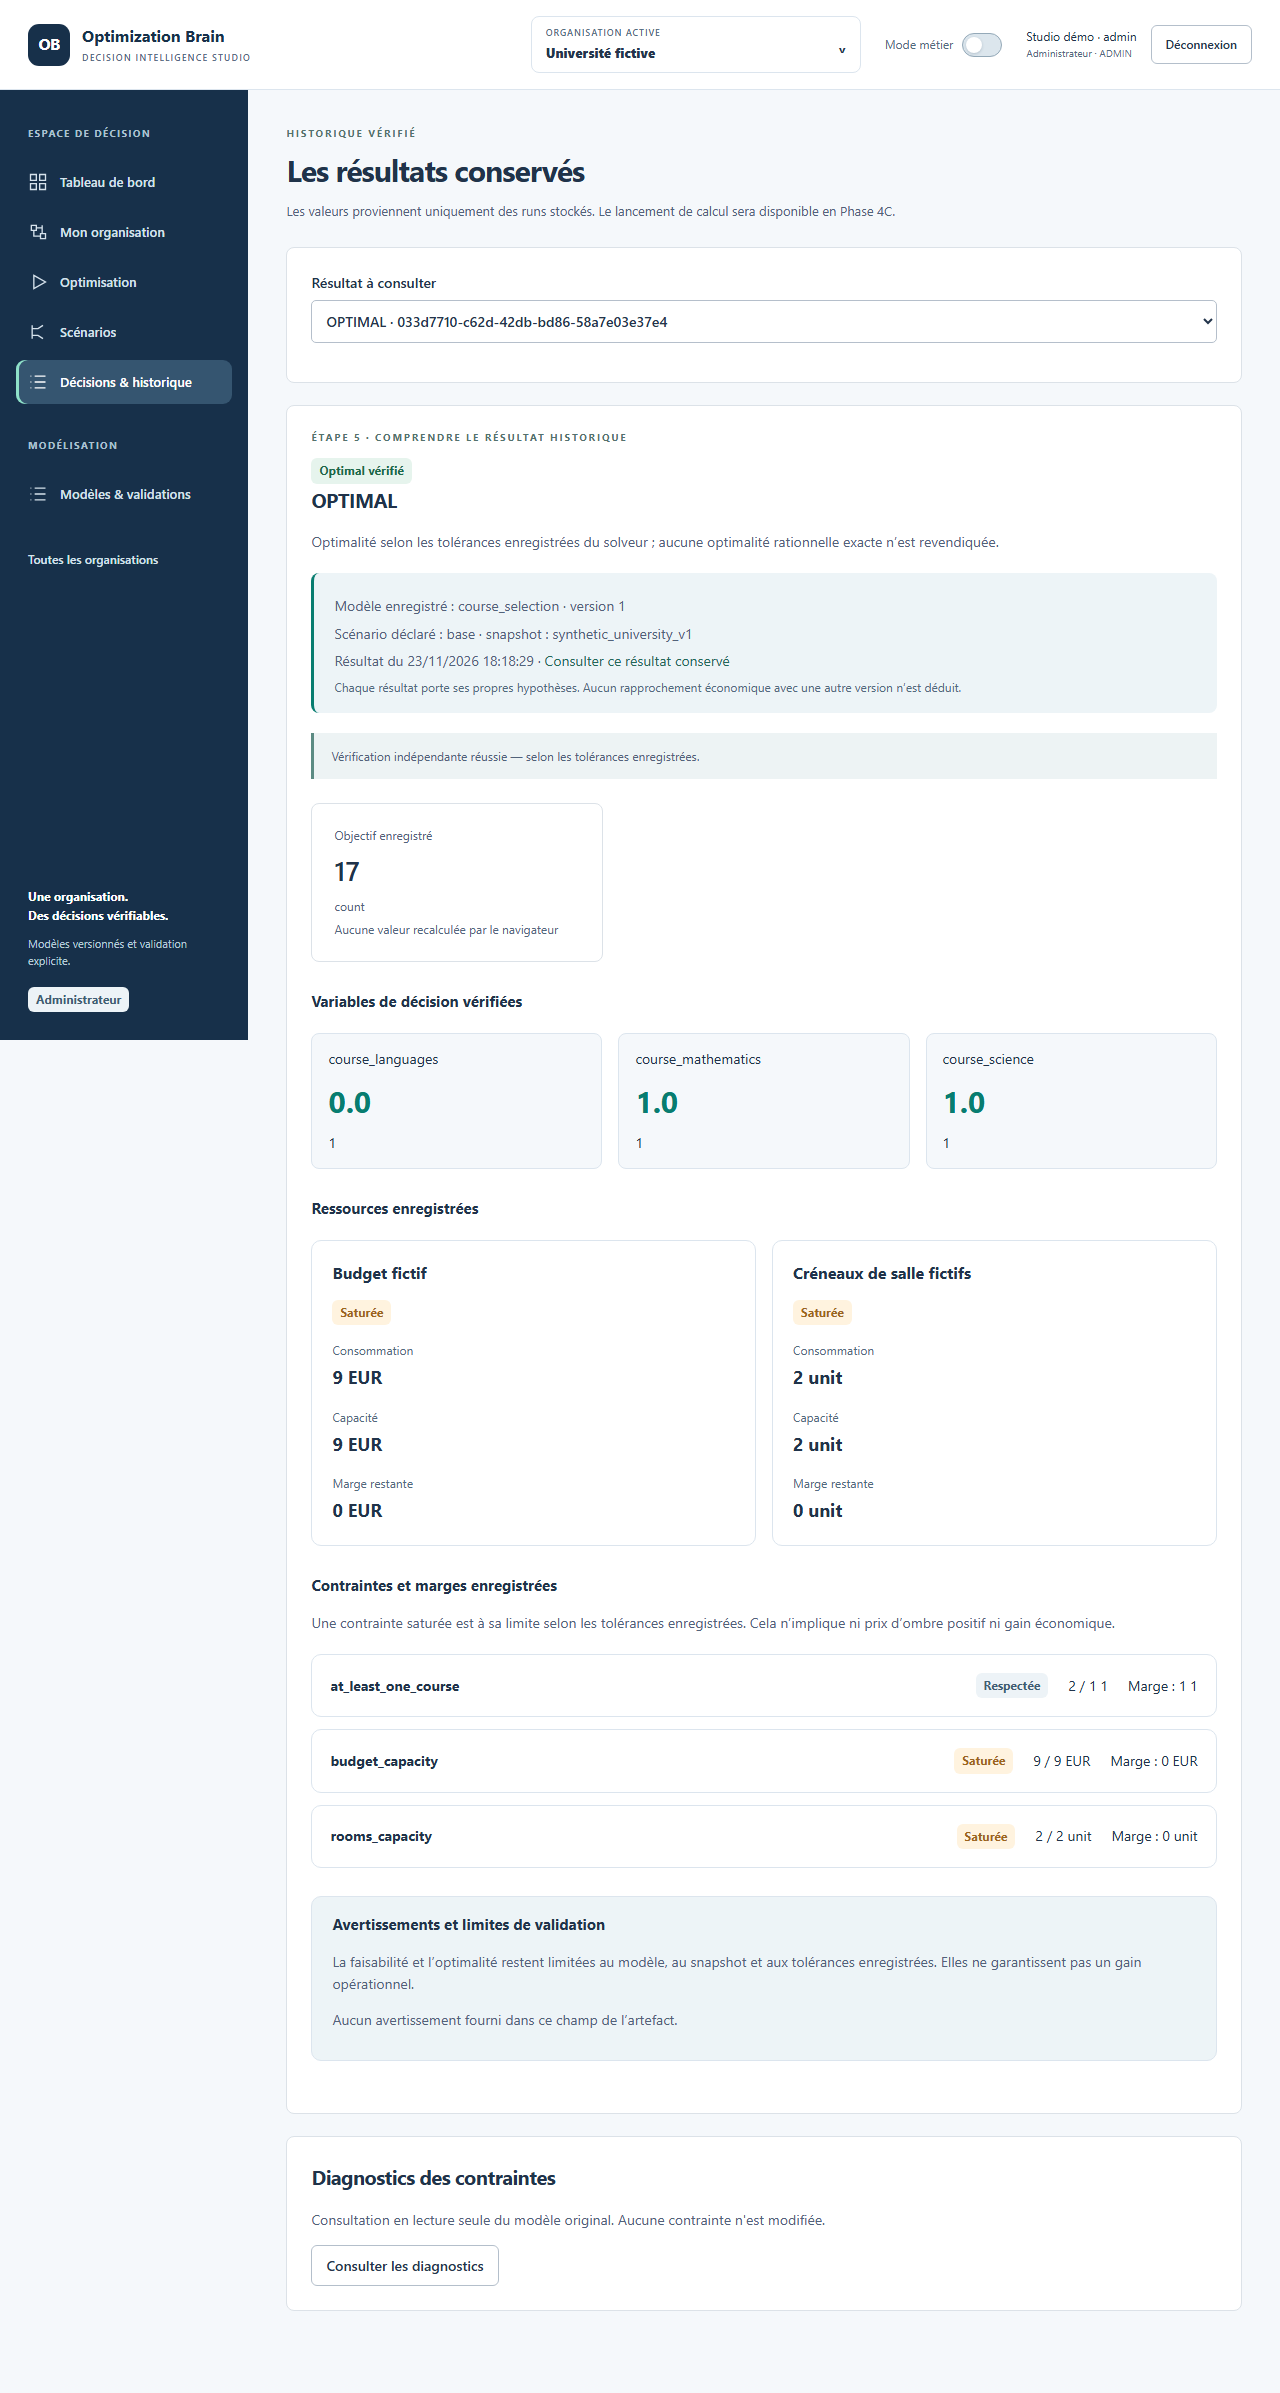 OB
Optimization Brain
DECISION INTELLIGENCE STUDIO
ORGANISATION ACTIVE
Université fictive
v
Mode métier
Studio démo · admin
Administrateur · ADMIN
Déconnexion
ESPACE DE DÉCISION
Tableau de bord
Mon organisation
Optimisation
Scénarios
Décisions & historique
MODÉLISATION
Modèles & validations
Toutes les organisations
Une organisation.
Des décisions vérifiables.
Modèles versionnés et validation
explicite.
Administrateur
HISTORIQUE VÉRIFIÉ
Les résultats conservés
Les valeurs proviennent uniquement des runs stockés. Le lancement de calcul sera disponible en Phase 4C.
Résultat à consulter
OPTIMAL · 033d7710-c62d-42db-bd86-58a7e03e37e4
ÉTAPE 5 · COMPRENDRE LE RÉSULTAT HISTORIQUE
Optimal vérifié
OPTIMAL
Optimalité selon les tolérances enregistrées du solveur ; aucune optimalité rationnelle exacte n’est revendiquée.
Modèle enregistré : course_selection · version 1
Scénario déclaré : base · snapshot : synthetic_university_v1
Résultat du 23/11/2026 18:18:29 · Consulter ce résultat conservé
Chaque résultat porte ses propres hypothèses. Aucun rapprochement économique avec une autre version n’est déduit.
Vérification indépendante réussie — selon les tolérances enregistrées.
Objectif enregistré
17
count
Aucune valeur recalculée par le navigateur
Variables de décision vérifiées
course_languages
0.0
1
course_mathematics
1.0
1
course_science
1.0
1
Ressources enregistrées
Budget fictif
Saturée
Consommation
9 EUR
Capacité
9 EUR
Marge restante
0 EUR
Créneaux de salle fictifs
Saturée
Consommation
2 unit
Capacité
2 unit
Marge restante
0 unit
Contraintes et marges enregistrées
Une contrainte saturée est à sa limite selon les tolérances enregistrées. Cela n’implique ni prix d’ombre positif ni gain économique.
at_least_one_course Respectée 2 / 1 1 Marge : 1 1
budget_capacity Saturée 9 / 9 EUR Marge : 0 EUR
rooms_capacity Saturée 2 / 2 unit Marge : 0 unit
Avertissements et limites de validation
La faisabilité et l’optimalité restent limitées au modèle, au snapshot et aux tolérances enregistrées. Elles ne garantissent pas un gain
opérationnel.
Aucun avertissement fourni dans ce champ de l’artefact.
Diagnostics des contraintes
Consultation en lecture seule du modèle original. Aucune contrainte n'est modifiée.
Consulter les diagnostics